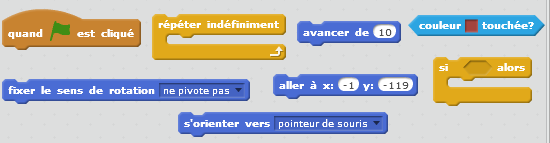 quand est cliqué
répéter indéfiniment
avancer de 10
couleur touchée?
si alors
fixer le sens de rotation ne pivote pas
aller à x: -1 y: -119
s'orienter vers pointeur de souris